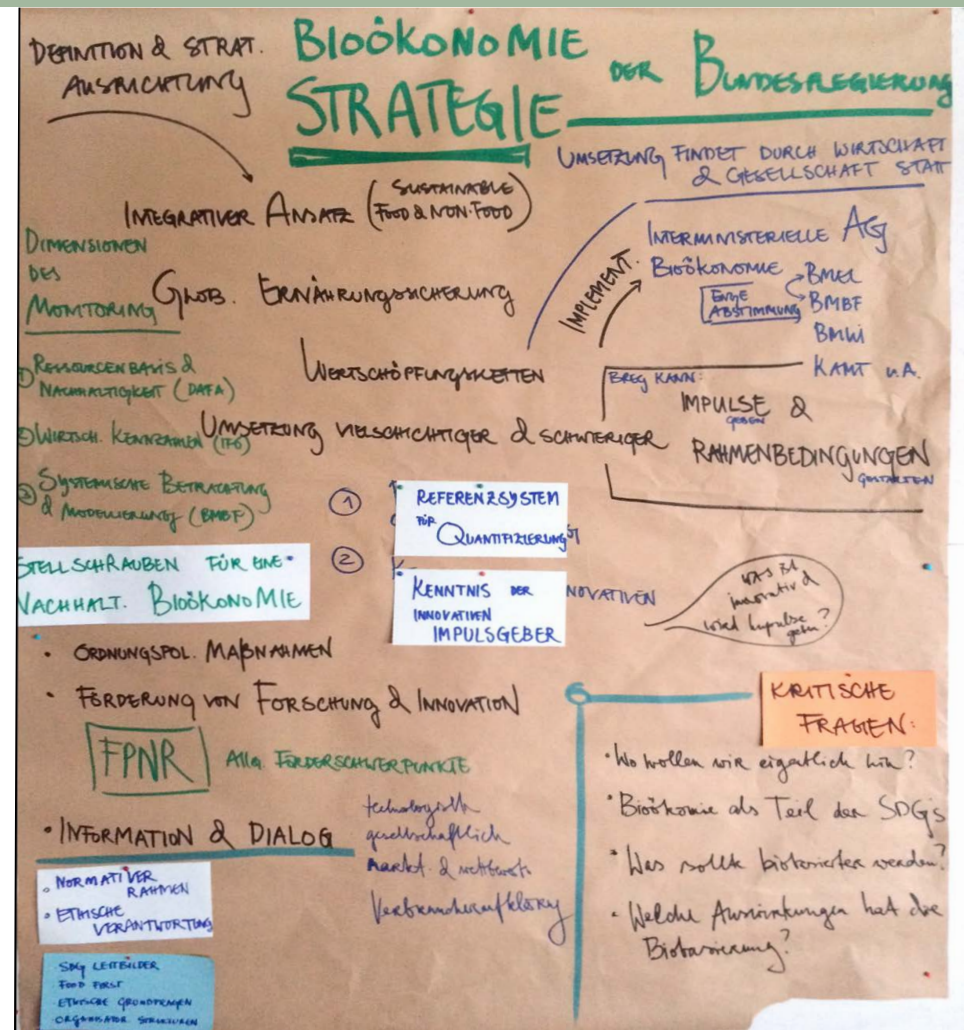 DEFINITION & STRAT.
AUSRICHTUNG
BIOÖKONOMIE
STRATEGIE
DER BUNDESREGIERUNG
UMSETZUNG FINDET DURCH WIRTSCHAFT
& GESELLSCHAFT STATT
INTEGRATIVER ANSATZ (SUSTAINABLE
FOOD & NON-FOOD)
INTERMINISTERIELLE AG
BIOÖKONOMIE
ENGE
ABSTIMMUNG
BMEL
BMBF
BMWi
KAMT u.A.
IMPLEMENT.
DIMENSIONEN
DES
MONITORING
GLOB. ERNÄHRUNGSSICHERUNG
① RESSOURCENBASIS &
NACHHALTIGKEIT (DAFA)
② WIRTSCH. KENNZAHLEN (IFO)
③ SYSTEMISCHE BETRACHTUNG
& MODELLIERUNG (BMBF)
WERTSCHÖPFUNGSKETTEN
BREG KANN:
IMPULSE &
GEBEN
RAHMENBEDINGUNGEN
GESTALTEN
UMSETZUNG VIELSCHICHTIGER & SCHWIERIGER
①
REFERENZSYSTEM
FÜR
QUANTIFIZIERUNG
②
KENNTNIS DER
INNOVATIVEN
IMPULSGEBER
NOVATIVEN
was ist
innovativ &
wird Impulse
geben?
STELLSCHRAUBEN FÜR EINE
NACHHALT. BIOÖKONOMIE
• ORDNUNGSPOL. MAßNAHMEN
• FÖRDERUNG VON FORSCHUNG & INNOVATION
FPNR
ALLG. FÖRDERSCHWERPUNKTE
technologisch
gesellschaftlich
markt- & wettbewerb
Verbraucheraufklärung
• INFORMATION & DIALOG
• NORMATIVER
RAHMEN
• ETHISCHE
VERANTWORTUNG
SDG LEITBILDER
FOOD FIRST
ETHISCHE GRUNDFRAGEN
ORGANISATOR. STRUKTUREN
KRITISCHE
FRAGEN:
• Wo wollen wir eigentlich hin?
• Bioökomie als Teil der SDG's
• Was sollte biobasierter werden?
• Welche Auswirkungen hat die
Biobasierung?